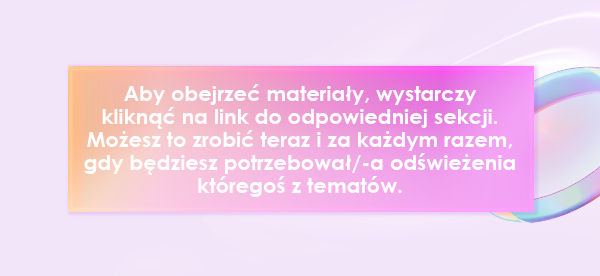 Aby obejrzeć materiały, wystarczy
kliknąć na link do odpowiedniej sekcji.
Możesz to zrobić teraz i za każdym razem,
gdy będziesz potrzebował/-a odświeżenia
któregoś z tematów.